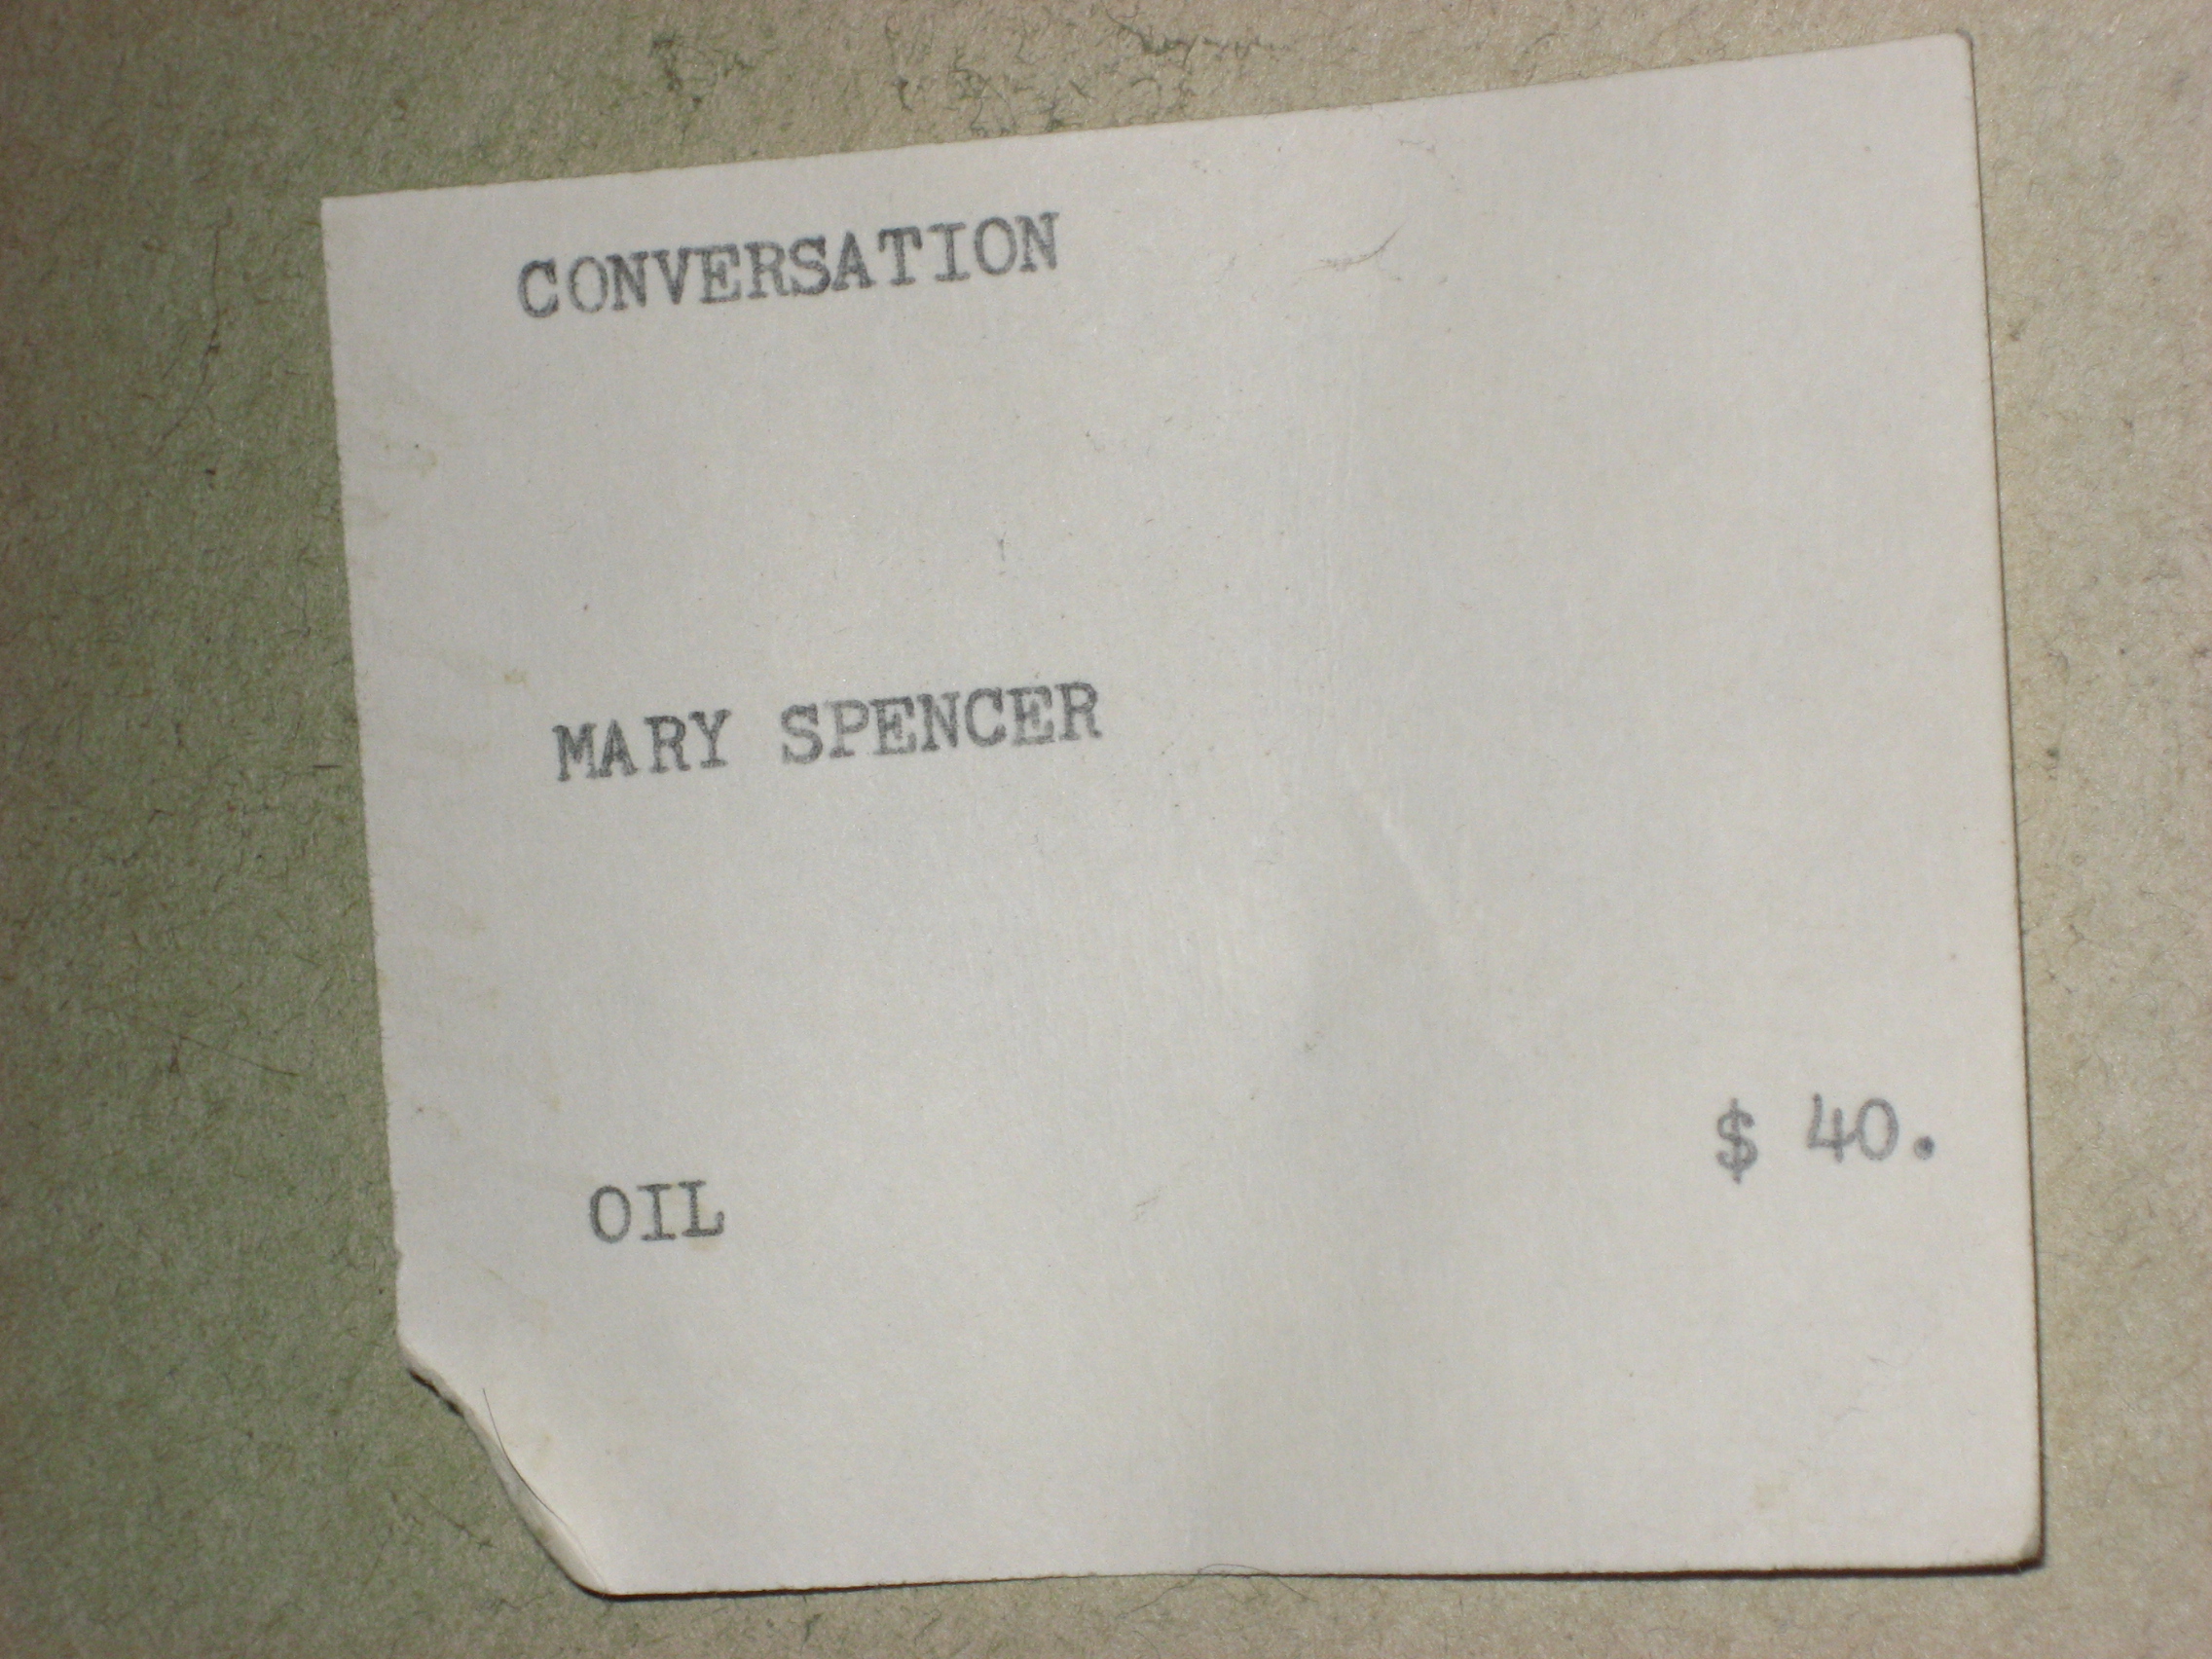 CONVERSATION
MARY SPENCER
OIL $ 40.